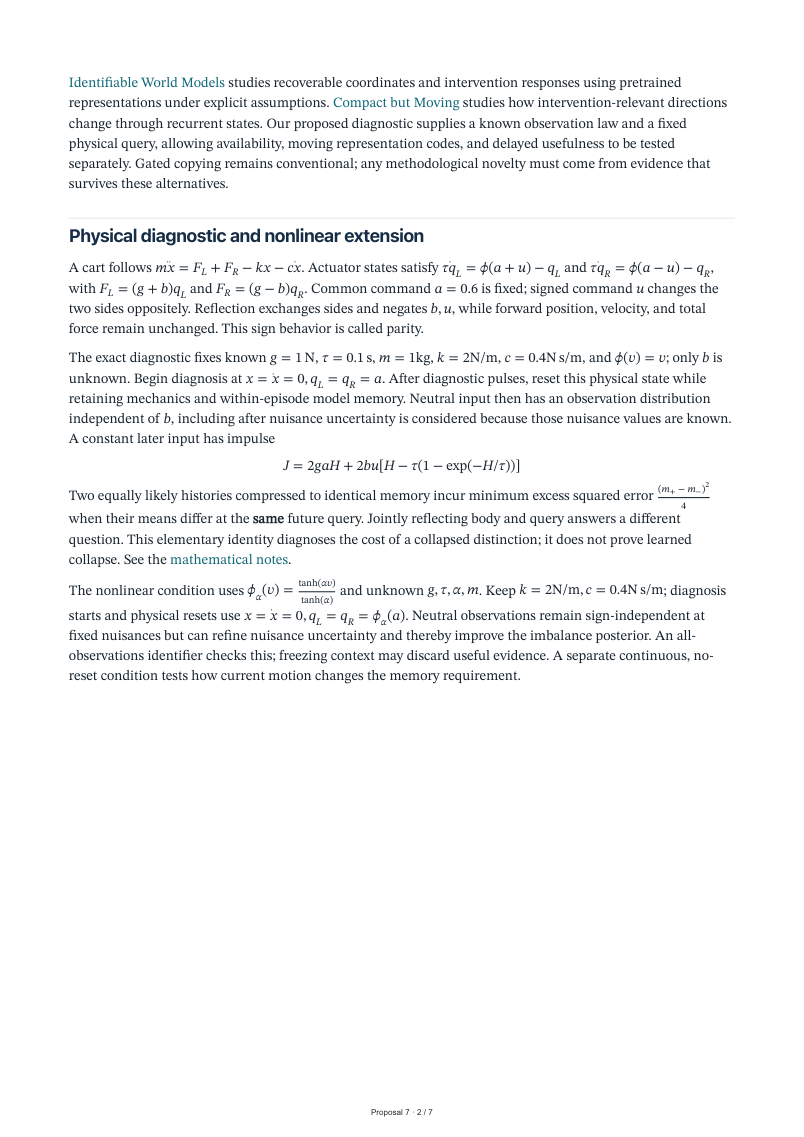 Identifiable World Models studies recoverable coordinates and intervention responses using pretrained
representations under explicit assumptions. Compact but Moving studies how intervention-relevant directions
change through recurrent states. Our proposed diagnostic supplies a known observation law and a fixed
physical query, allowing availability, moving representation codes, and delayed usefulness to be tested
separately. Gated copying remains conventional; any methodological novelty must come from evidence that
survives these alternatives.
Physical diagnostic and nonlinear extension
A cart follows mẍ = F_L + F_R − kx − cẋ. Actuator states satisfy τq̇_L = ϕ(a + u) − q_L and τq̇_R = ϕ(a − u) − q_R,
with F_L = (g + b)q_L and F_R = (g − b)q_R. Common command a = 0.6 is fixed; signed command u changes the
two sides oppositely. Reflection exchanges sides and negates b, u, while forward position, velocity, and total
force remain unchanged. This sign behavior is called parity.
The exact diagnostic fixes known g = 1 N, τ = 0.1 s, m = 1kg, k = 2N/m, c = 0.4N s/m, and ϕ(v) = v; only b is
unknown. Begin diagnosis at x = ẋ = 0, q_L = q_R = a. After diagnostic pulses, reset this physical state while
retaining mechanics and within-episode model memory. Neutral input then has an observation distribution
independent of b, including after nuisance uncertainty is considered because those nuisance values are known.
A constant later input has impulse
J = 2gaH + 2bu[H − τ(1 − exp(−H/τ))]
Two equally likely histories compressed to identical memory incur minimum excess squared error (m₊ − m₋)²/4
when their means differ at the same future query. Jointly reflecting body and query answers a different
question. This elementary identity diagnoses the cost of a collapsed distinction; it does not prove learned
collapse. See the mathematical notes.
The nonlinear condition uses ϕ_α(v) = tanh(αv)/tanh(α) and unknown g, τ, α, m. Keep k = 2N/m, c = 0.4N s/m; diagnosis
starts and physical resets use x = ẋ = 0, q_L = q_R = ϕ_α(a). Neutral observations remain sign-independent at
fixed nuisances but can refine nuisance uncertainty and thereby improve the imbalance posterior. An all-
observations identifier checks this; freezing context may discard useful evidence. A separate continuous, no-
reset condition tests how current motion changes the memory requirement.
Proposal 7 · 2 / 7